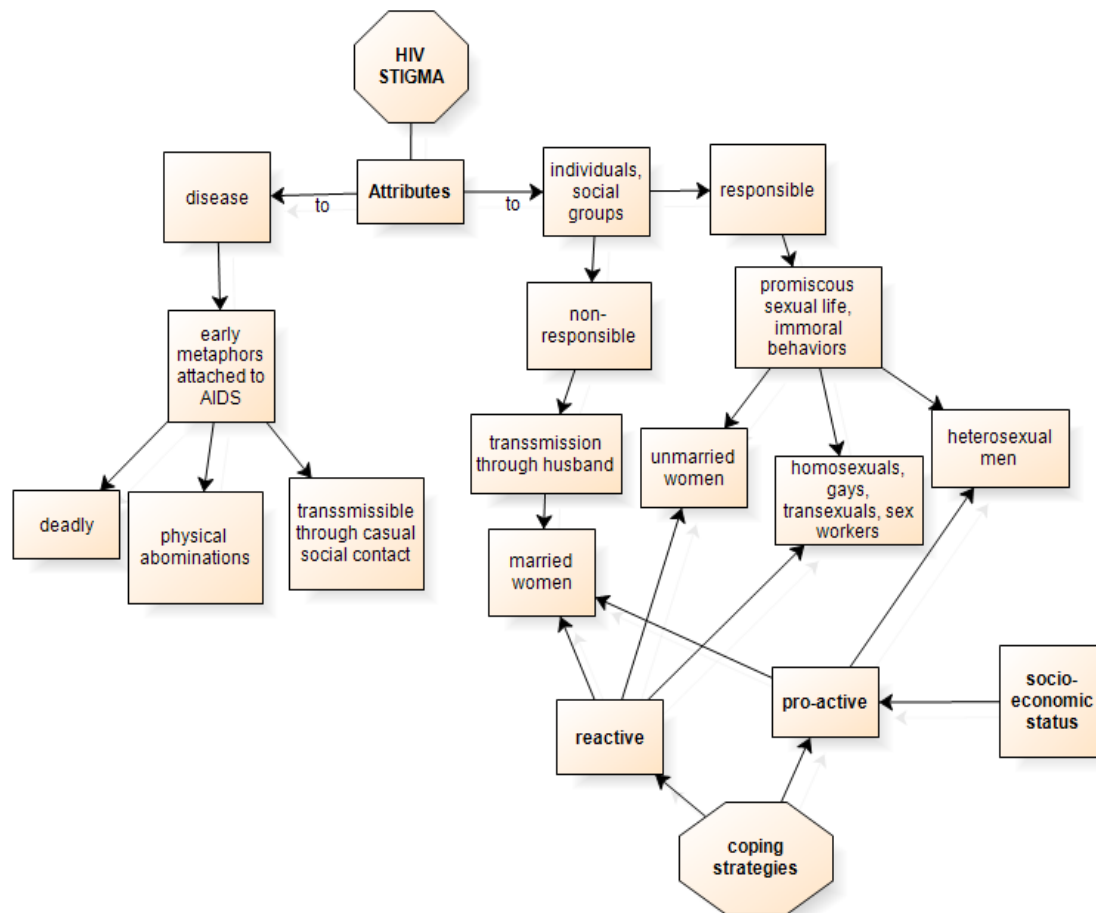 HIV
STIGMA
disease
to
Attributes
to
individuals,
social
groups
responsible
early
metaphors
attached to
AIDS
non-
responsible
promiscous
sexual life,
immoral
behaviors
deadly
physical
abominations
transsmissible
through casual
social contact
transsmission
through husband
unmarried
women
homosexuals,
gays,
transexuals, sex
workers
heterosexual
men
married
women
reactive
pro-active
socio-
economic
status
coping
strategies